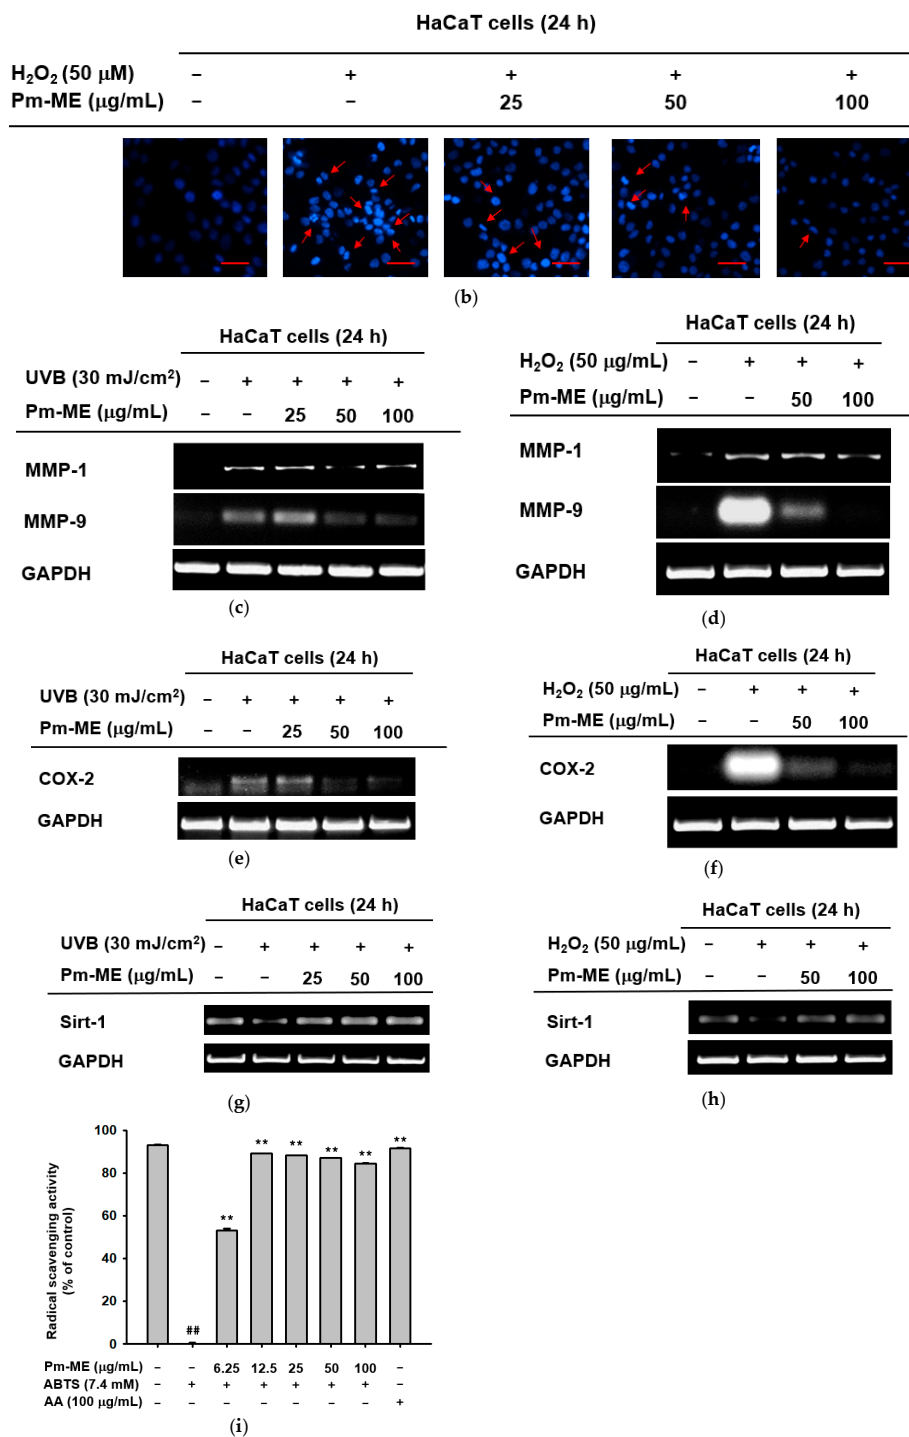 HaCaT cells (24 h)
H₂O₂ (50 μM) – + + + +
Pm-ME (μg/mL) – – 25 50 100
(b)
HaCaT cells (24 h)
UVB (30 mJ/cm²) – + + + +
Pm-ME (μg/mL) – – 25 50 100
MMP-1
MMP-9
GAPDH
(c)
HaCaT cells (24 h)
H₂O₂ (50 μg/mL) – + + +
Pm-ME (μg/mL) – – 50 100
MMP-1
MMP-9
GAPDH
(d)
HaCaT cells (24 h)
UVB (30 mJ/cm²) – + + + +
Pm-ME (μg/mL) – – 25 50 100
COX-2
GAPDH
(e)
HaCaT cells (24 h)
H₂O₂ (50 μg/mL) – + + +
Pm-ME (μg/mL) – – 50 100
COX-2
GAPDH
(f)
HaCaT cells (24 h)
UVB (30 mJ/cm²) – + + + +
Pm-ME (μg/mL) – – 25 50 100
Sirt-1
GAPDH
(g)
HaCaT cells (24 h)
H₂O₂ (50 μg/mL) – + + +
Pm-ME (μg/mL) – – 50 100
Sirt-1
GAPDH
(h)
Radical scavenging activity
(% of control)
100
80
60
40
20
0
## ** ** ** ** ** **
Pm-ME (μg/mL) – – 6.25 12.5 25 50 100 –
ABTS (7.4 mM) – + + + + + + –
AA (100 μg/mL) – – – – – – – +
(i)